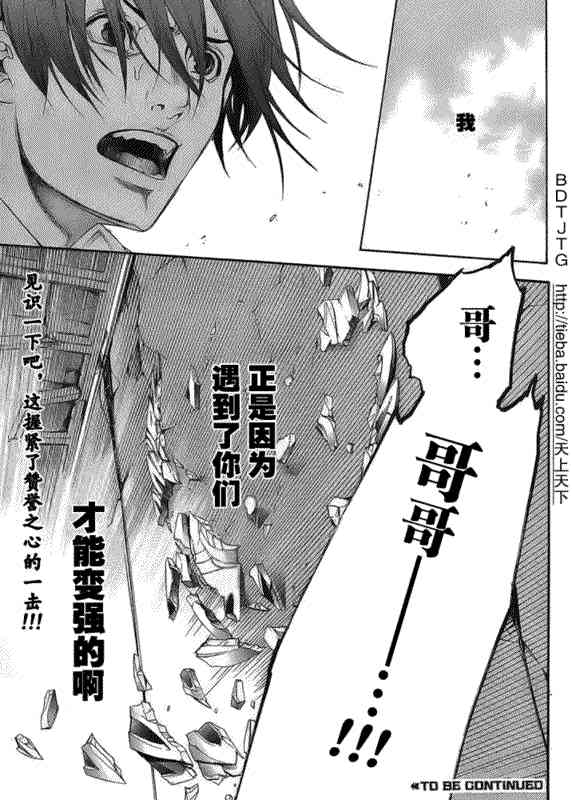 我
哥…
哥哥——…!!!
正是因为
遇到了你们
才能变强的啊
见识一下吧，这握紧了赞誉之心的一击!!!
TO BE CONTINUED
BDTJTG http://tieba.baidu.com/天上天下